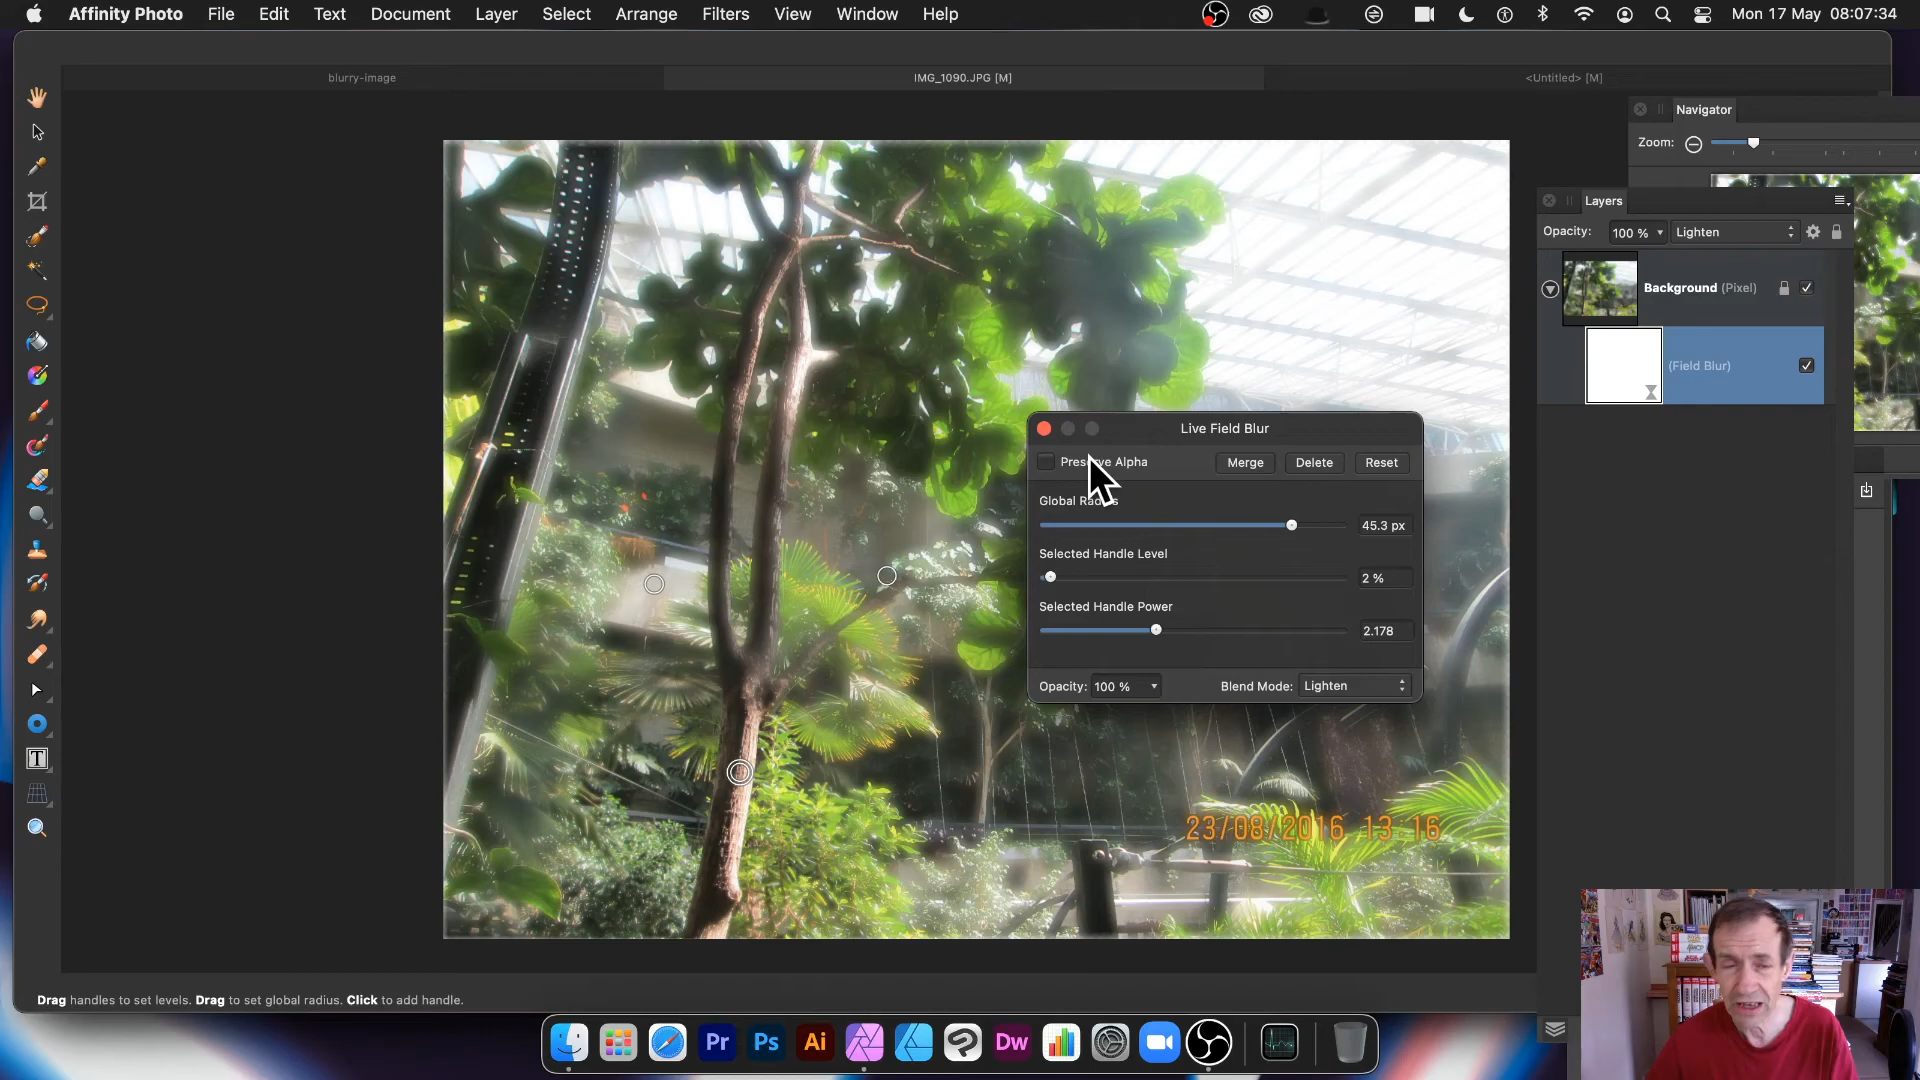 Affinity Photo File Edit Text Document Layer Select Arrange Filters View Window Help Mon 17 May 08:07:34
blurry-image IMG_1090.JPG [M] <Untitled> [M]
Navigator
Zoom:
Layers
Opacity: 100 % Lighten
Background (Pixel)
(Field Blur)
Live Field Blur
Preserve Alpha Merge Delete Reset
Global Radius
45.3 px
Selected Handle Level
2 %
Selected Handle Power
2.178
Opacity: 100 % Blend Mode: Lighten
23/08/2016 13:16
T
Drag handles to set levels. Drag to set global radius. Click to add handle.
Pr Ps Ai Dw